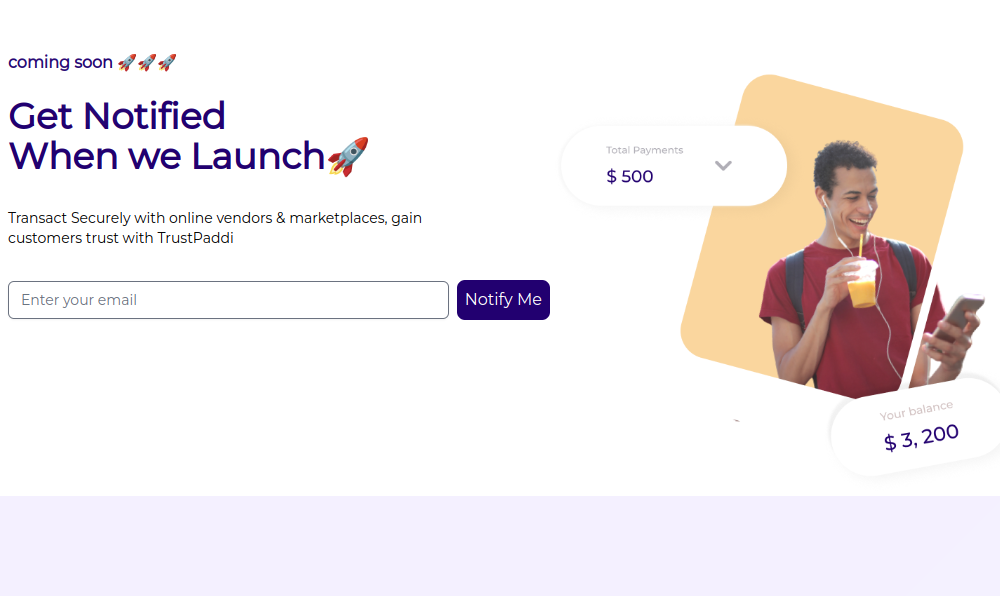 coming soon 🚀🚀🚀
Get Notified
When we Launch🚀
Transact Securely with online vendors & marketplaces, gain
customers trust with TrustPaddi
Enter your email
Notify Me
Total Payments
$ 500
Your balance
$ 3, 200